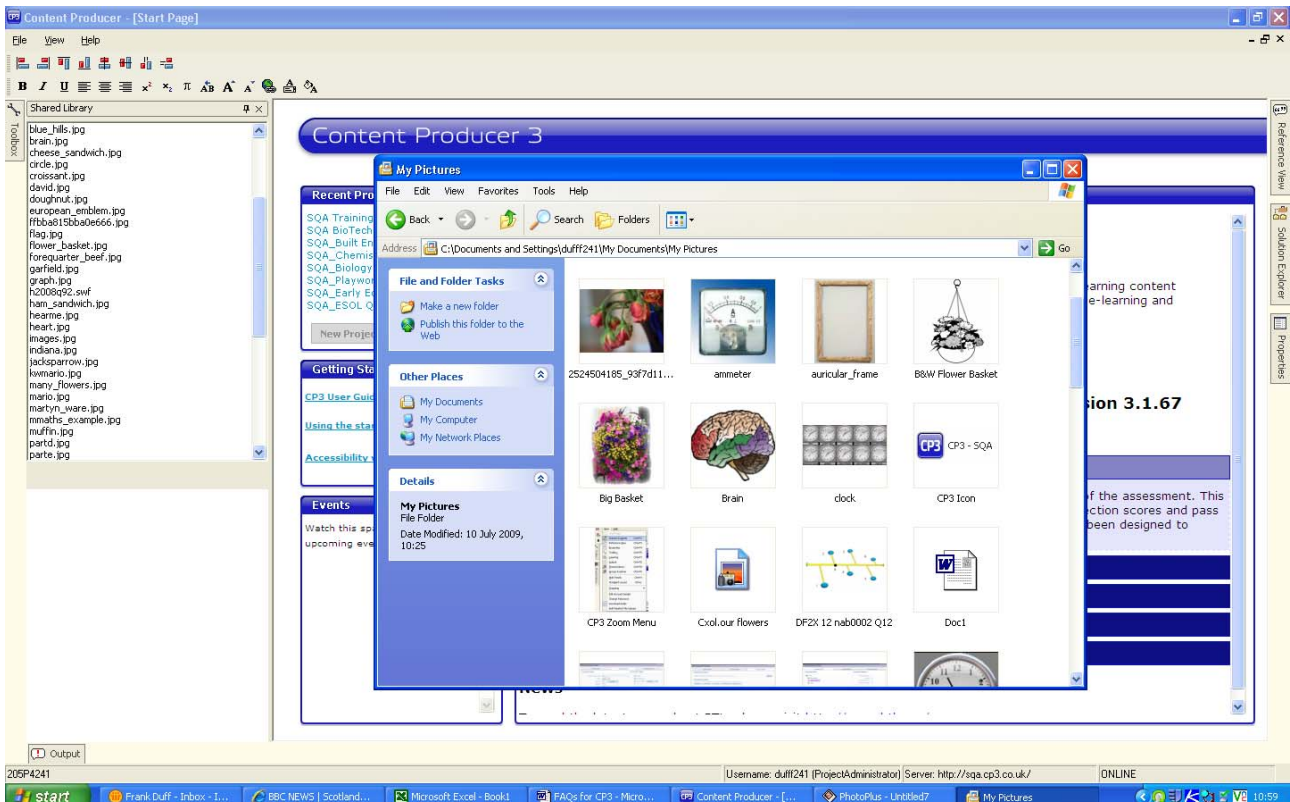 Content Producer - [Start Page]
File View Help
B I U
Shared Library
Toolbox
blue_hills.jpg
brain.jpg
cheese_sandwich.jpg
circle.jpg
croissant.jpg
david.jpg
doughnut.jpg
european_emblem.jpg
ffbba815bba0e666.jpg
flag.jpg
flower_basket.jpg
forequarter_beef.jpg
garfield.jpg
graph.jpg
h2008q92.swf
ham_sandwich.jpg
hearme.jpg
heart.jpg
images.jpg
indiana.jpg
jacksparrow.jpg
kwmario.jpg
many_flowers.jpg
mario.jpg
martyn_ware.jpg
mmaths_example.jpg
muffin.jpg
partd.jpg
parte.jpg
Content Producer 3
Recent Pro
SQA Training
SQA BioTech
SQA_Built En
SQA_Chemis
SQA_Biology
SQA_Playwor
SQA_Early Ed
SQA_ESOL Q
New Projec
Getting Sta
CP3 User Guid
Using the star
Accessibility
Events
Watch this spa
upcoming eve
My Pictures
File Edit View Favorites Tools Help
Back Search Folders
Address C:\Documents and Settings\dufff241\My Documents\My Pictures Go
File and Folder Tasks
Make a new folder
Publish this folder to the
Web
Other Places
My Documents
My Computer
My Network Places
Details
My Pictures
File Folder
Date Modified: 10 July 2009,
10:25
2524504185_93f7d11... ammeter auricular_frame B&W Flower Basket
CP3 CP3 - SQA
Big Basket Brain clock CP3 Icon
CP3 Zoom Menu Cxol.our flowers DF2X 12 nab0002 Q12 Doc1
arning content
e-learning and
sion 3.1.67
of the assessment. This
ction scores and pass
been designed to
News
Reference View
Solution Explorer
Properties
Output
205P4241
Username: dufff241 (ProjectAdministrator) Server: http://sqa.cp3.co.uk/ ONLINE
start Frank Duff - Inbox - I... BBC NEWS | Scotland... Microsoft Excel - Book1 FAQs for CP3 - Micro... Content Producer - [... PhotoPlus - Untitled7 My Pictures 10:59